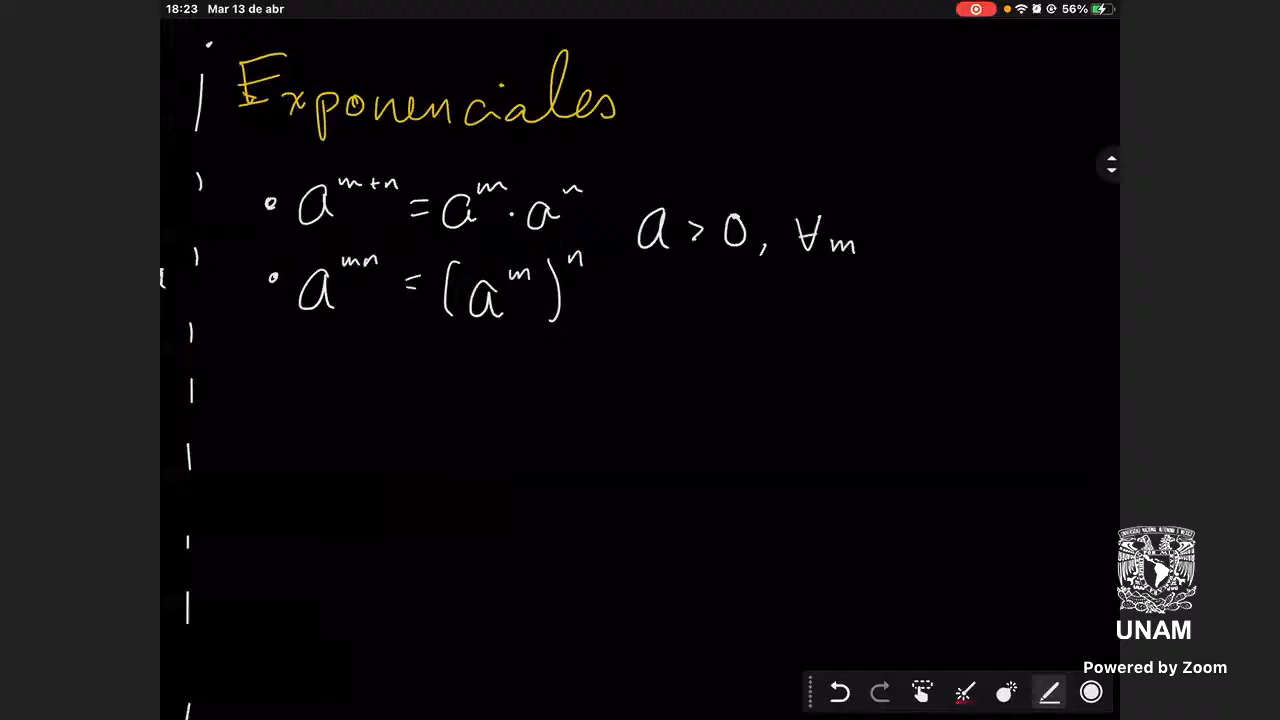 18:23 Mar 13 de abr 56%
Exponenciales
• a^{m+n} = a^m · a^n
a > 0, ∀m
• a^{mn} = (a^m)^n
UNAM
Powered by Zoom